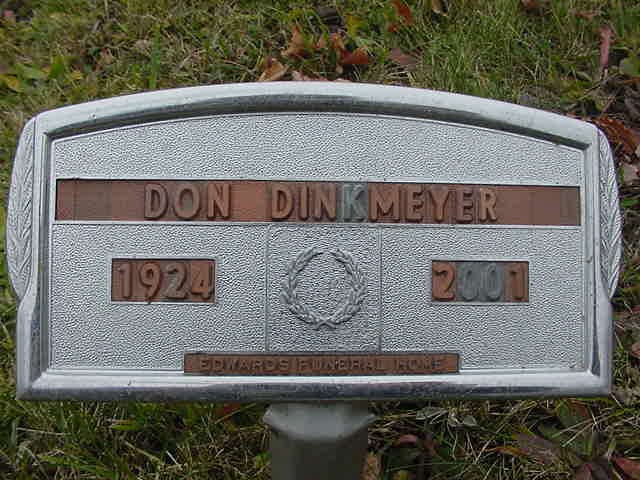 DON DINKMEYER
1924 2001
EDWARDS FUNERAL HOME